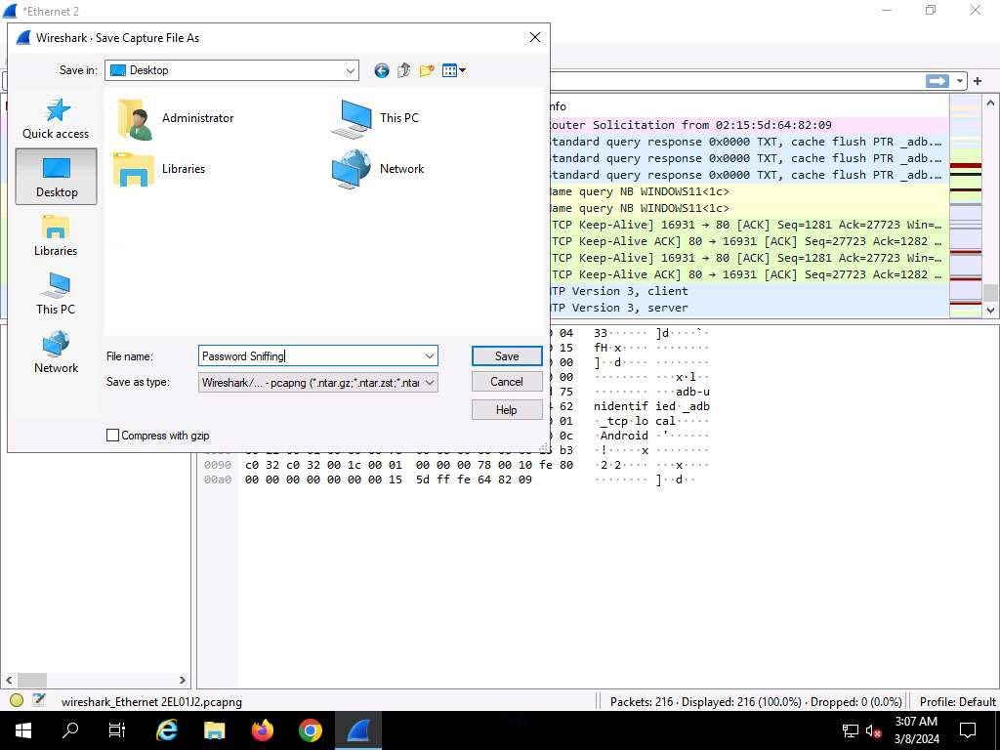 *Ethernet 2
Wireshark · Save Capture File As
Save in:
Desktop
Quick access
Desktop
Libraries
This PC
Network
Administrator
This PC
Libraries
Network
File name:
Password Sniffing
Save
Save as type:
Wireshark/... - pcapng (*.ntar.gz;*.ntar.zst;*.ntar
Cancel
Help
Compress with gzip
nfo
outer Solicitation from 02:15:5d:64:82:09
tandard query response 0x0000 TXT, cache flush PTR _adb.…
tandard query response 0x0000 TXT, cache flush PTR _adb.…
tandard query response 0x0000 TXT, cache flush PTR _adb.…
ame query NB WINDOWS11<1c>
ame query NB WINDOWS11<1c>
TCP Keep-Alive] 16931 → 80 [ACK] Seq=1281 Ack=27723 Win=…
TCP Keep-Alive ACK] 80 → 16931 [ACK] Seq=27723 Ack=1282 …
TCP Keep-Alive] 16931 → 80 [ACK] Seq=1281 Ack=27723 Win=…
TCP Keep-Alive ACK] 80 → 16931 [ACK] Seq=27723 Ack=1282 …
TP Version 3, client
TP Version 3, server
0 04 33······ ]d····`·
0 15 fH·x···· ········
0 00 ]··d···· ········
0 00 ········ ···x·l··
d 75 ········ ···adb-u
4 62 nidentif ied·_adb
0 01 ·_tcp·lo cal·····
0 0c ·Android ·'······
b3 ·!····x· ········
0090 c0 32 c0 32 00 1c 00 01 00 00 00 78 00 10 fe 80 ·2·2···· ···x····
00a0 00 00 00 00 00 00 00 15 5d ff fe 64 82 09 ········ ]··d··
wireshark_Ethernet 2EL01J2.pcapng
Packets: 216 · Displayed: 216 (100.0%) · Dropped: 0 (0.0%)
Profile: Default
3:07 AM
3/8/2024